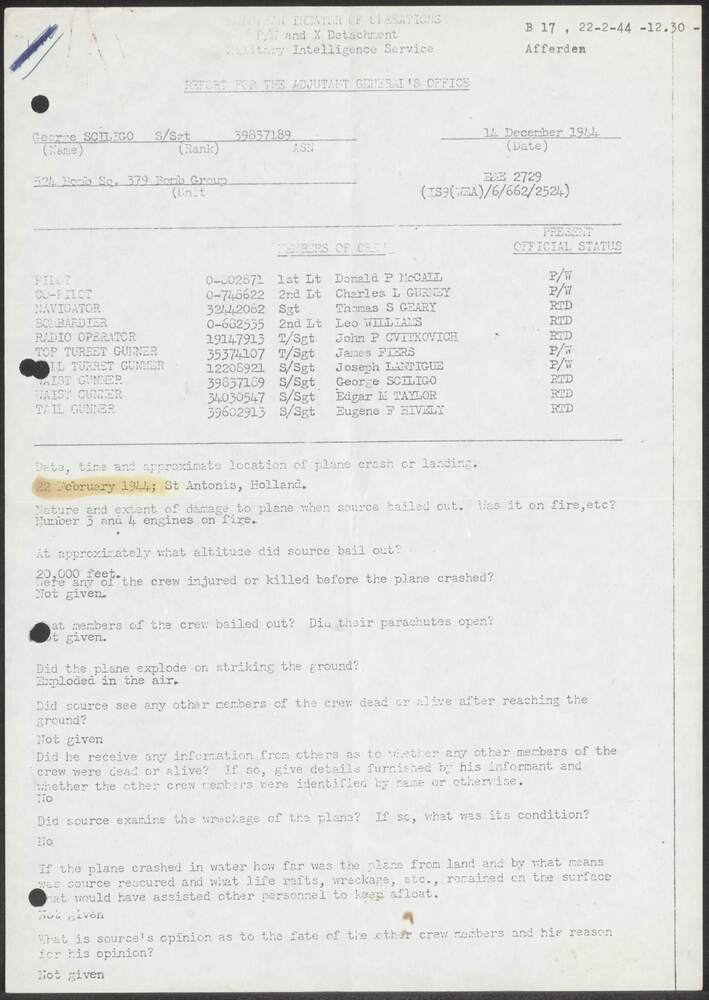 B 17 , 22-2-44 -12.30 -
Afferden
THEATER OF OPERATIONS
P/W and X Detachment
Military Intelligence Service
REPORT FOR THE ADJUTANT GENERAL'S OFFICE
George SCILIGO S/Sgt 39837189 14 December 1944
(Name) (Rank) ASN (Date)
524 Bomb Sq, 379 Bomb Group E&E 2729
(Unit (IS9(WEA)/6/662/2524)
PRESENT
MEMBERS OF CREW OFFICIAL STATUS
PILOT 0-802871 1st Lt Donald P McCALL P/W
CO-PILOT 0-748622 2nd Lt Charles L GURNEY P/W
NAVIGATOR 32442082 Sgt Thomas S GEARY RTD
BOMBARDIER 0-682535 2nd Lt Leo WILLIAMS RTD
RADIO OPERATOR 19147913 T/Sgt John P CVITKOVICH RTD
TOP TURRET GUNNER 35374107 T/Sgt James FIERS P/W
LL TURRET GUNNER 12208921 S/Sgt Joseph LANTIGUE P/W
WAIST GUNNER 39837189 S/Sgt George SCILIGO RTD
WAIST GUNNER 34030547 S/Sgt Edgar M TAYLOR RTD
TAIL GUNNER 39602913 S/Sgt Eugene F HIVELY RTD
Date, time and approximate location of plane crash or landing.
22 February 1944; St Antonis, Holland.
Nature and extent of damage to plane when source bailed out. Was it on fire,etc?
Number 3 and 4 engines on fire.
At approximately what altitude did source bail out?
20,000 feet.
Were any of the crew injured or killed before the plane crashed?
Not given.
at members of the crew bailed out? Did their parachutes open?
ot given.
Did the plane explode on striking the ground?
Exploded in the air.
Did source see any other members of the crew dead or alive after reaching the
ground?
Not given
Did he receive any information from others as to whether any other members of the
crew were dead or alive? If so, give details furnished by his informant and
whether the other crew members were identified by name or otherwise.
No
Did source examine the wreckage of the plane? If so, what was its condition?
No
If the plane crashed in water how far was the plane from land and by what means
was source rescured and what life rafts, wreckage, etc., remained on the surface
hat would have assisted other personnel to keep afloat.
Not given
What is source's opinion as to the fate of the other crew members and his reason
for his opinion?
Not given